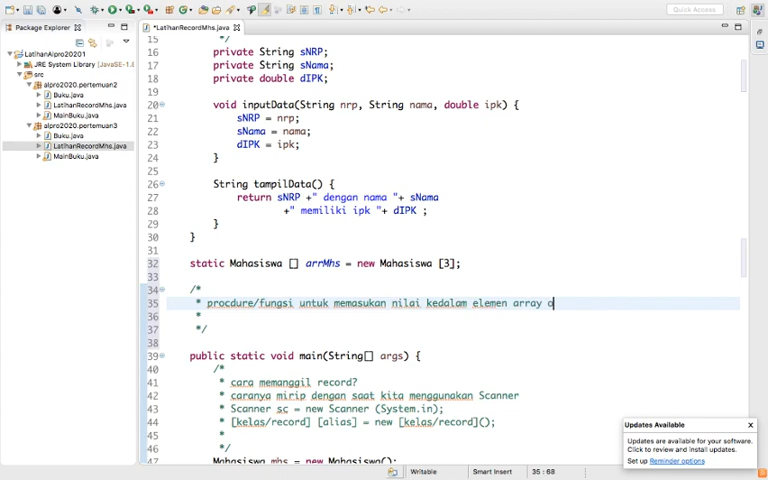 Quick Access
Package Explorer
LatihanAlpro20201
JRE System Library [JavaSE-1.8
src
alpro2020.pertemuan2
Buku.java
LatihanRecordMhs.java
MainBuku.java
alpro2020.pertemuan3
Buku.java
LatihanRecordMhs.java
MainBuku.java
*LatihanRecordMhs.java
15 */
16 private String sNRP;
17 private String sNama;
18 private double dIPK;
19
20 void inputData(String nrp, String nama, double ipk) {
21 sNRP = nrp;
22 sNama = nama;
23 dIPK = ipk;
24 }
25
26 String tampilData() {
27 return sNRP +" dengan nama "+ sNama
28 +" memiliki ipk "+ dIPK ;
29 }
30 }
31
32 static Mahasiswa [] arrMhs = new Mahasiswa [3];
33
34 /*
35 * procdure/fungsi untuk memasukan nilai kedalam elemen array a
36 *
37 */
38
39 public static void main(String[] args) {
40 /*
41 * cara memanggil record?
42 * caranya mirip dengan saat kita menggunakan Scanner
43 * Scanner sc = new Scanner (System.in);
44 * [kelas/record] [alias] = new [kelas/record]();
45 *
46 */
47 Mahasiswa mhs = new Mahasiswa();
Updates Available X
Updates are available for your software.
Click to review and install updates.
Set up Reminder options
Writable Smart Insert 35 : 68